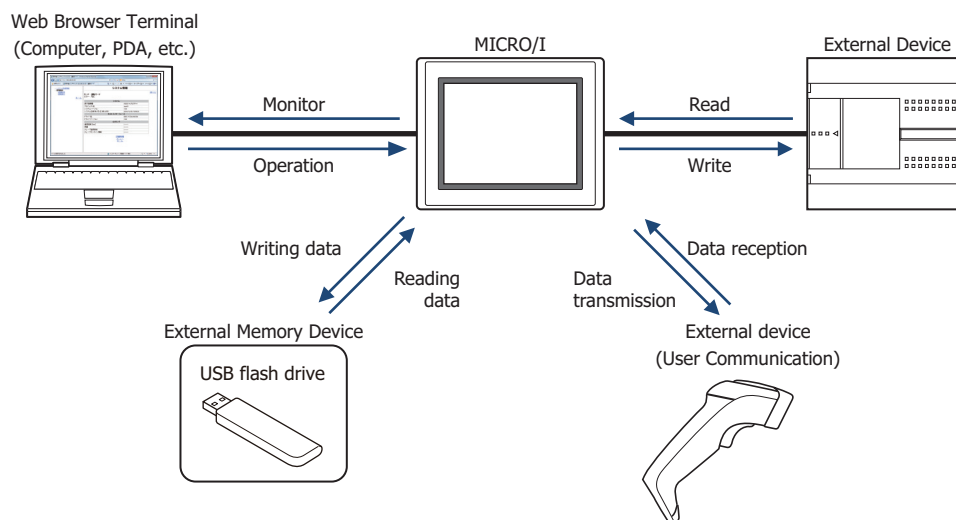 Web Browser Terminal
(Computer, PDA, etc.)
MICRO/I
External Device
Monitor
Read
Operation
Write
Writing data
Reading
data
Data
transmission
Data reception
External Memory Device
USB flash drive
External device
(User Communication)